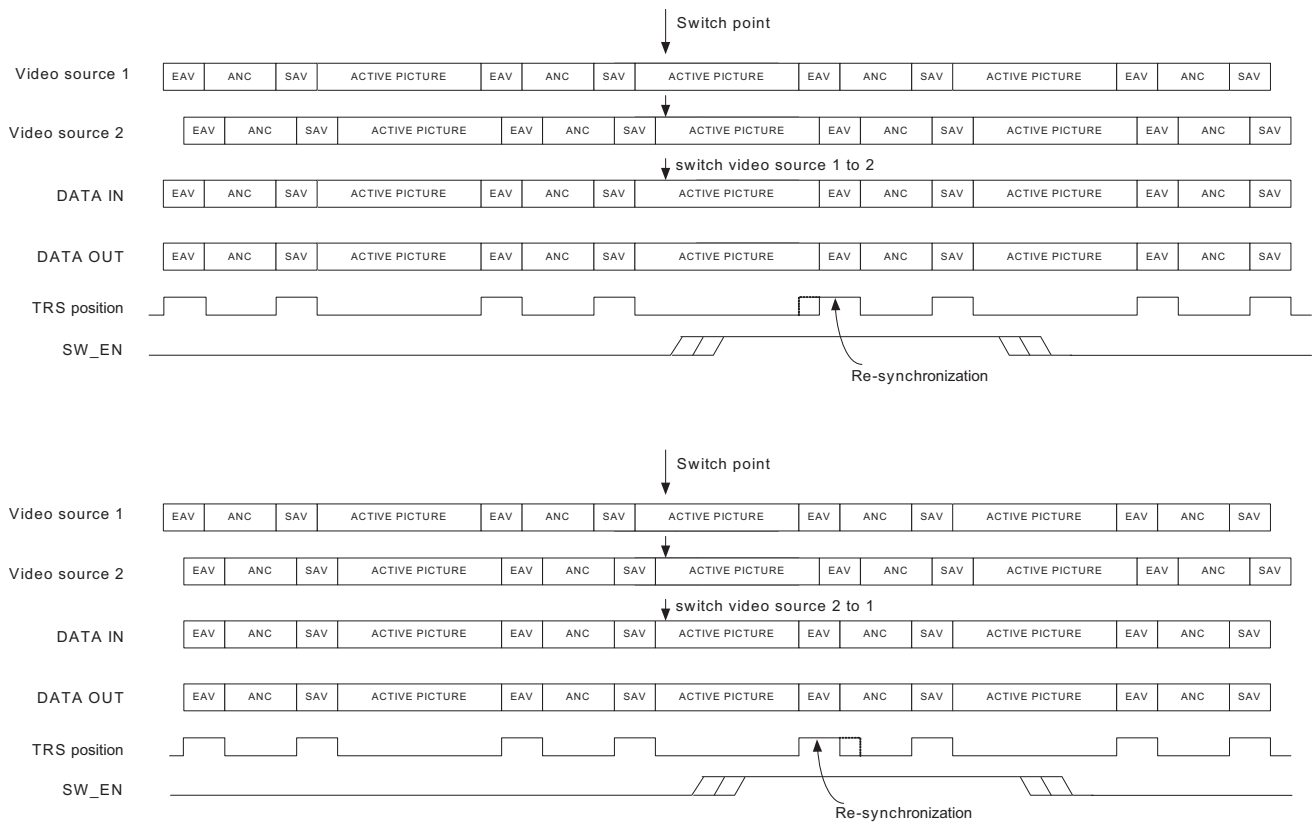 Switch point
Video source 1 EAV ANC SAV ACTIVE PICTURE EAV ANC SAV ACTIVE PICTURE EAV ANC SAV ACTIVE PICTURE EAV ANC SAV
Video source 2 EAV ANC SAV ACTIVE PICTURE EAV ANC SAV ACTIVE PICTURE EAV ANC SAV ACTIVE PICTURE EAV ANC SAV
switch video source 1 to 2
DATA IN EAV ANC SAV ACTIVE PICTURE EAV ANC SAV ACTIVE PICTURE EAV ANC SAV ACTIVE PICTURE EAV ANC SAV
DATA OUT EAV ANC SAV ACTIVE PICTURE EAV ANC SAV ACTIVE PICTURE EAV ANC SAV ACTIVE PICTURE EAV ANC SAV
TRS position
SW_EN
Re-synchronization
Switch point
Video source 1 EAV ANC SAV ACTIVE PICTURE EAV ANC SAV ACTIVE PICTURE EAV ANC SAV ACTIVE PICTURE EAV ANC SAV
Video source 2 EAV ANC SAV ACTIVE PICTURE EAV ANC SAV ACTIVE PICTURE EAV ANC SAV ACTIVE PICTURE EAV ANC SAV
switch video source 2 to 1
DATA IN EAV ANC SAV ACTIVE PICTURE EAV ANC SAV ACTIVE PICTURE EAV ANC SAV ACTIVE PICTURE EAV ANC SAV
DATA OUT EAV ANC SAV ACTIVE PICTURE EAV ANC SAV ACTIVE PICTURE EAV ANC SAV ACTIVE PICTURE EAV ANC SAV
TRS position
SW_EN
Re-synchronization